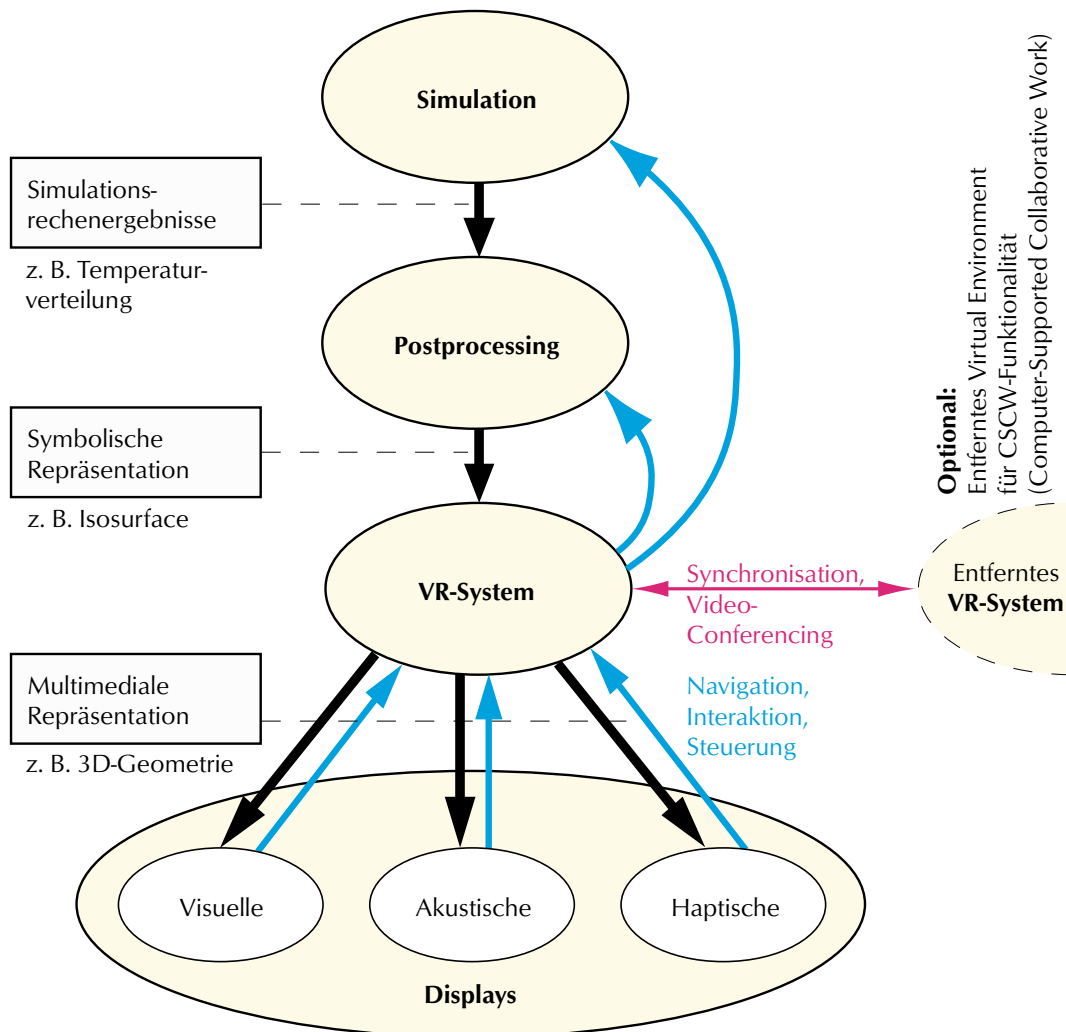 Simulation
Simulations-
rechenergebnisse
z. B. Temperatur-
verteilung
Postprocessing
Symbolische
Repräsentation
z. B. Isosurface
Optional:
Entferntes Virtual Environment
für CSCW-Funktionalität
(Computer-Supported Collaborative Work)
VR-System
Synchronisation,
Video-
Conferencing
Entferntes
VR-System
Multimediale
Repräsentation
z. B. 3D-Geometrie
Navigation,
Interaktion,
Steuerung
Visuelle
Akustische
Haptische
Displays